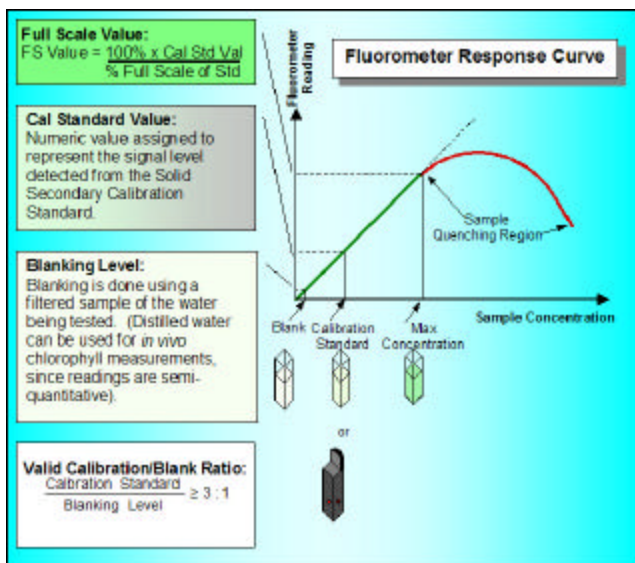 Full Scale Value:
FS Value = 100% x Cal Std Val
% Full Scale of Std
Cal Standard Value:
Numeric value assigned to
represent the signal level
detected from the Solid
Secondary Calibration
Standard.
Blanking Level:
Blanking is done using a
filtered sample of the water
being tested. (Distilled water
can be used for in vivo
chlorophyll measurements,
since readings are semi-
quantitative).
Valid Calibration/Blank Ratio:
Calbration Standard
Blanking Level
≥ 3 : 1
Fluorometer Response Curve
Fluorometer
Reading
Sample
Quenching Region
Sample Concentration
Blank
Calibration
Standard
Max
Concentration
or